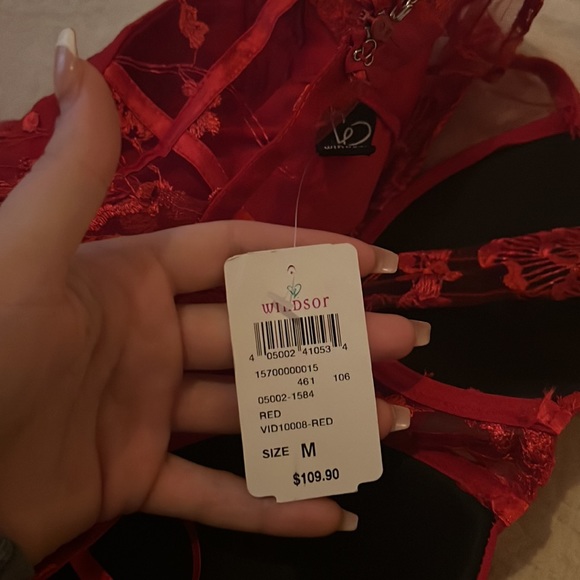 WINDSOR
4 05002 41053 4
15700000015
461 106
05002-1584
RED
VID10008-RED
SIZE M
$109.90